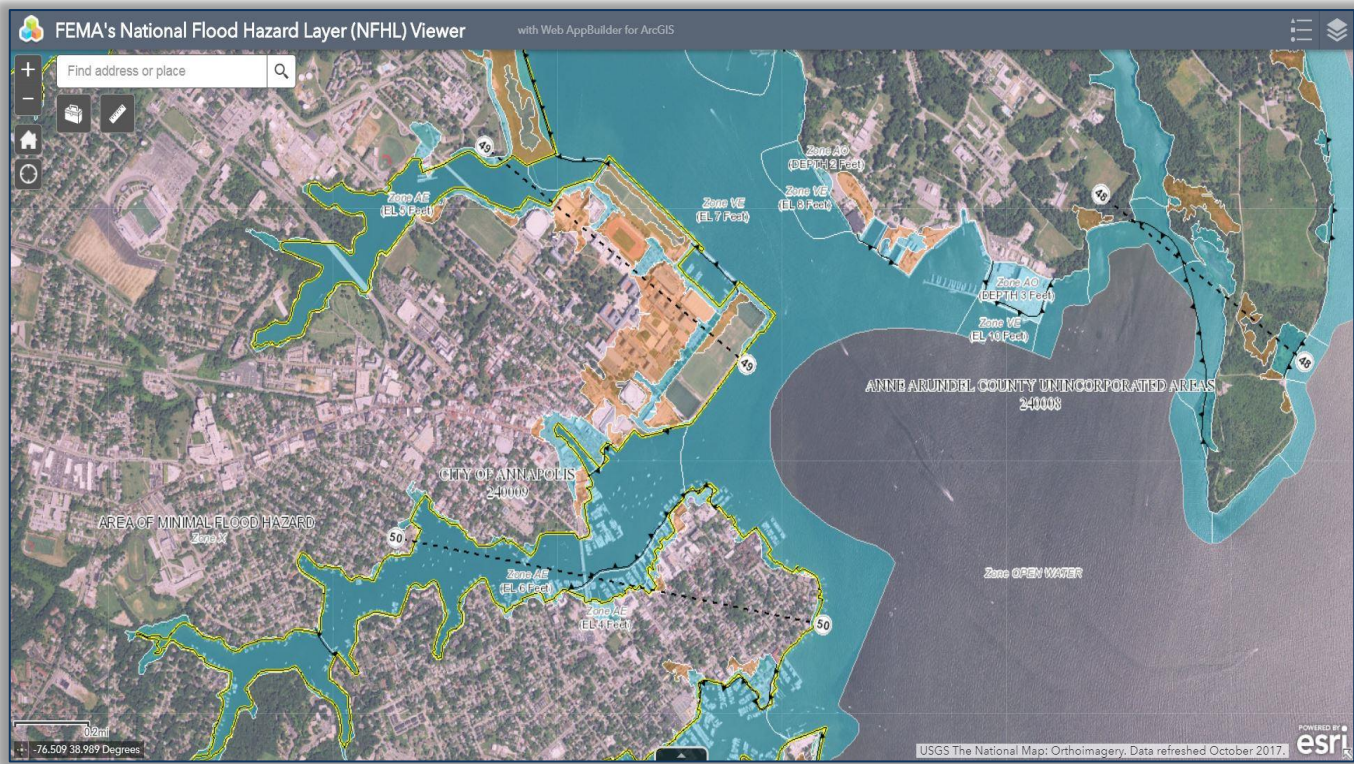 FEMA's National Flood Hazard Layer (NFHL) Viewer
with Web AppBuilder for ArcGIS
+
Find address or place
−
49
Zone AO
(DEPTH 2 Feet)
Zone AE
(EL 5 Feet)
Zone VE
(EL 7 Feet)
Zone VE
(EL 8 Feet)
48
Zone AO
(DEPTH 3 Feet)
Zone VE
(EL 10 Feet)
49
48
ANNE ARUNDEL COUNTY UNINCORPORATED AREAS
240008
CITY OF ANNAPOLIS
240009
AREA OF MINIMAL FLOOD HAZARD
Zone X
50
Zone AE
(EL 6 Feet)
Zone OPEN WATER
Zone AE
(EL 4 Feet)
50
0.2mi
-76.509 38.989 Degrees
USGS The National Map: Orthoimagery. Data refreshed October 2017.
POWERED BY
esri